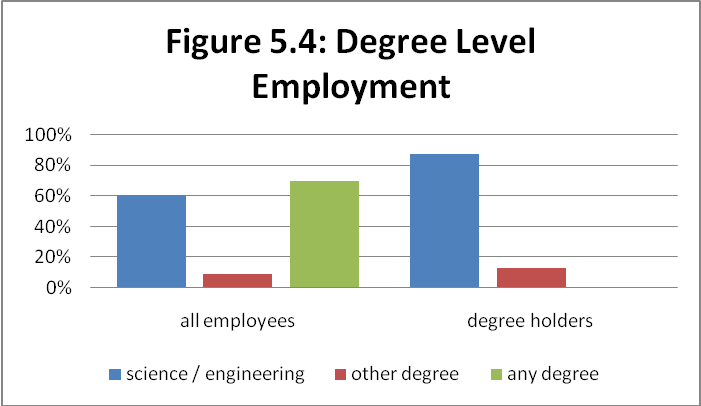 Figure 5.4: Degree Level
Employment
100%
80%
60%
40%
20%
0%
all employees
degree holders
science / engineering
other degree
any degree